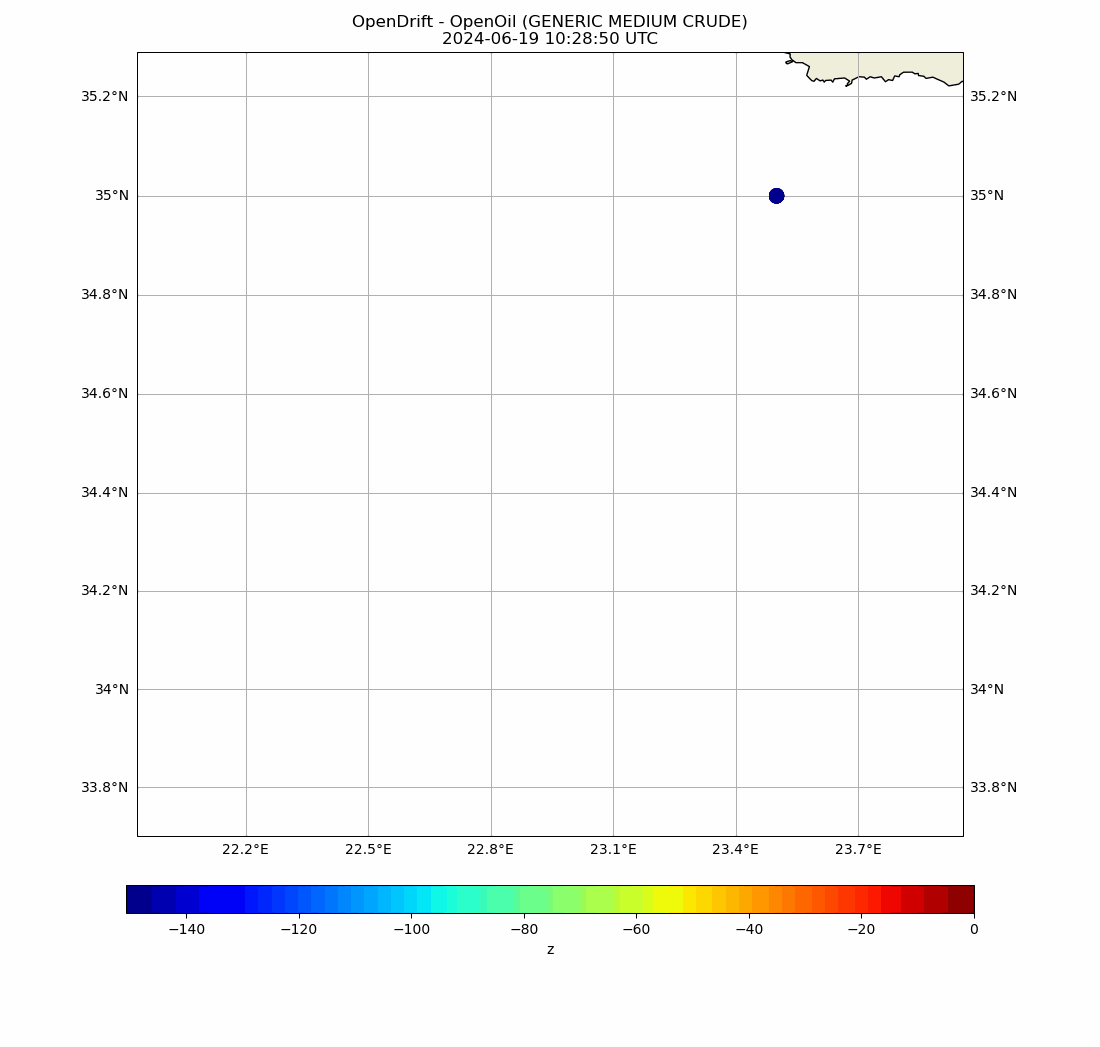 OpenDrift - OpenOil (GENERIC MEDIUM CRUDE)
2024-06-19 10:28:50 UTC
35.2°N 35.2°N
35°N 35°N
34.8°N 34.8°N
34.6°N 34.6°N
34.4°N 34.4°N
34.2°N 34.2°N
34°N 34°N
33.8°N 33.8°N
22.2°E 22.5°E 22.8°E 23.1°E 23.4°E 23.7°E
−140 −120 −100 −80 −60 −40 −20 0
z